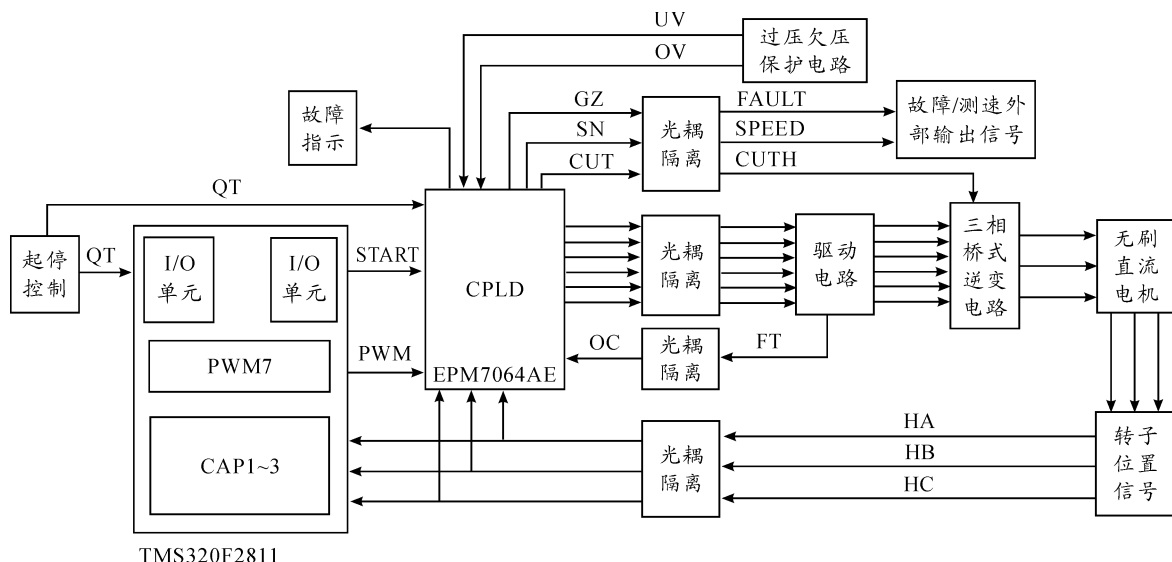 UV
OV
过压欠压
保护电路
故障
指示
GZ
SN
CUT
光耦
隔离
FAULT
SPEED
CUTH
故障/测速外
部输出信号
QT
起停
控制
QT
I/O
单元
I/O
单元
START
CPLD
EPM7064AE
光耦
隔离
驱动
电路
三相
桥式
逆变
电路
无刷
直流
电机
PWM7
PWM
OC
光耦
隔离
FT
CAP1~3
光耦
隔离
HA
HB
HC
转子
位置
信号
TMS320F2811